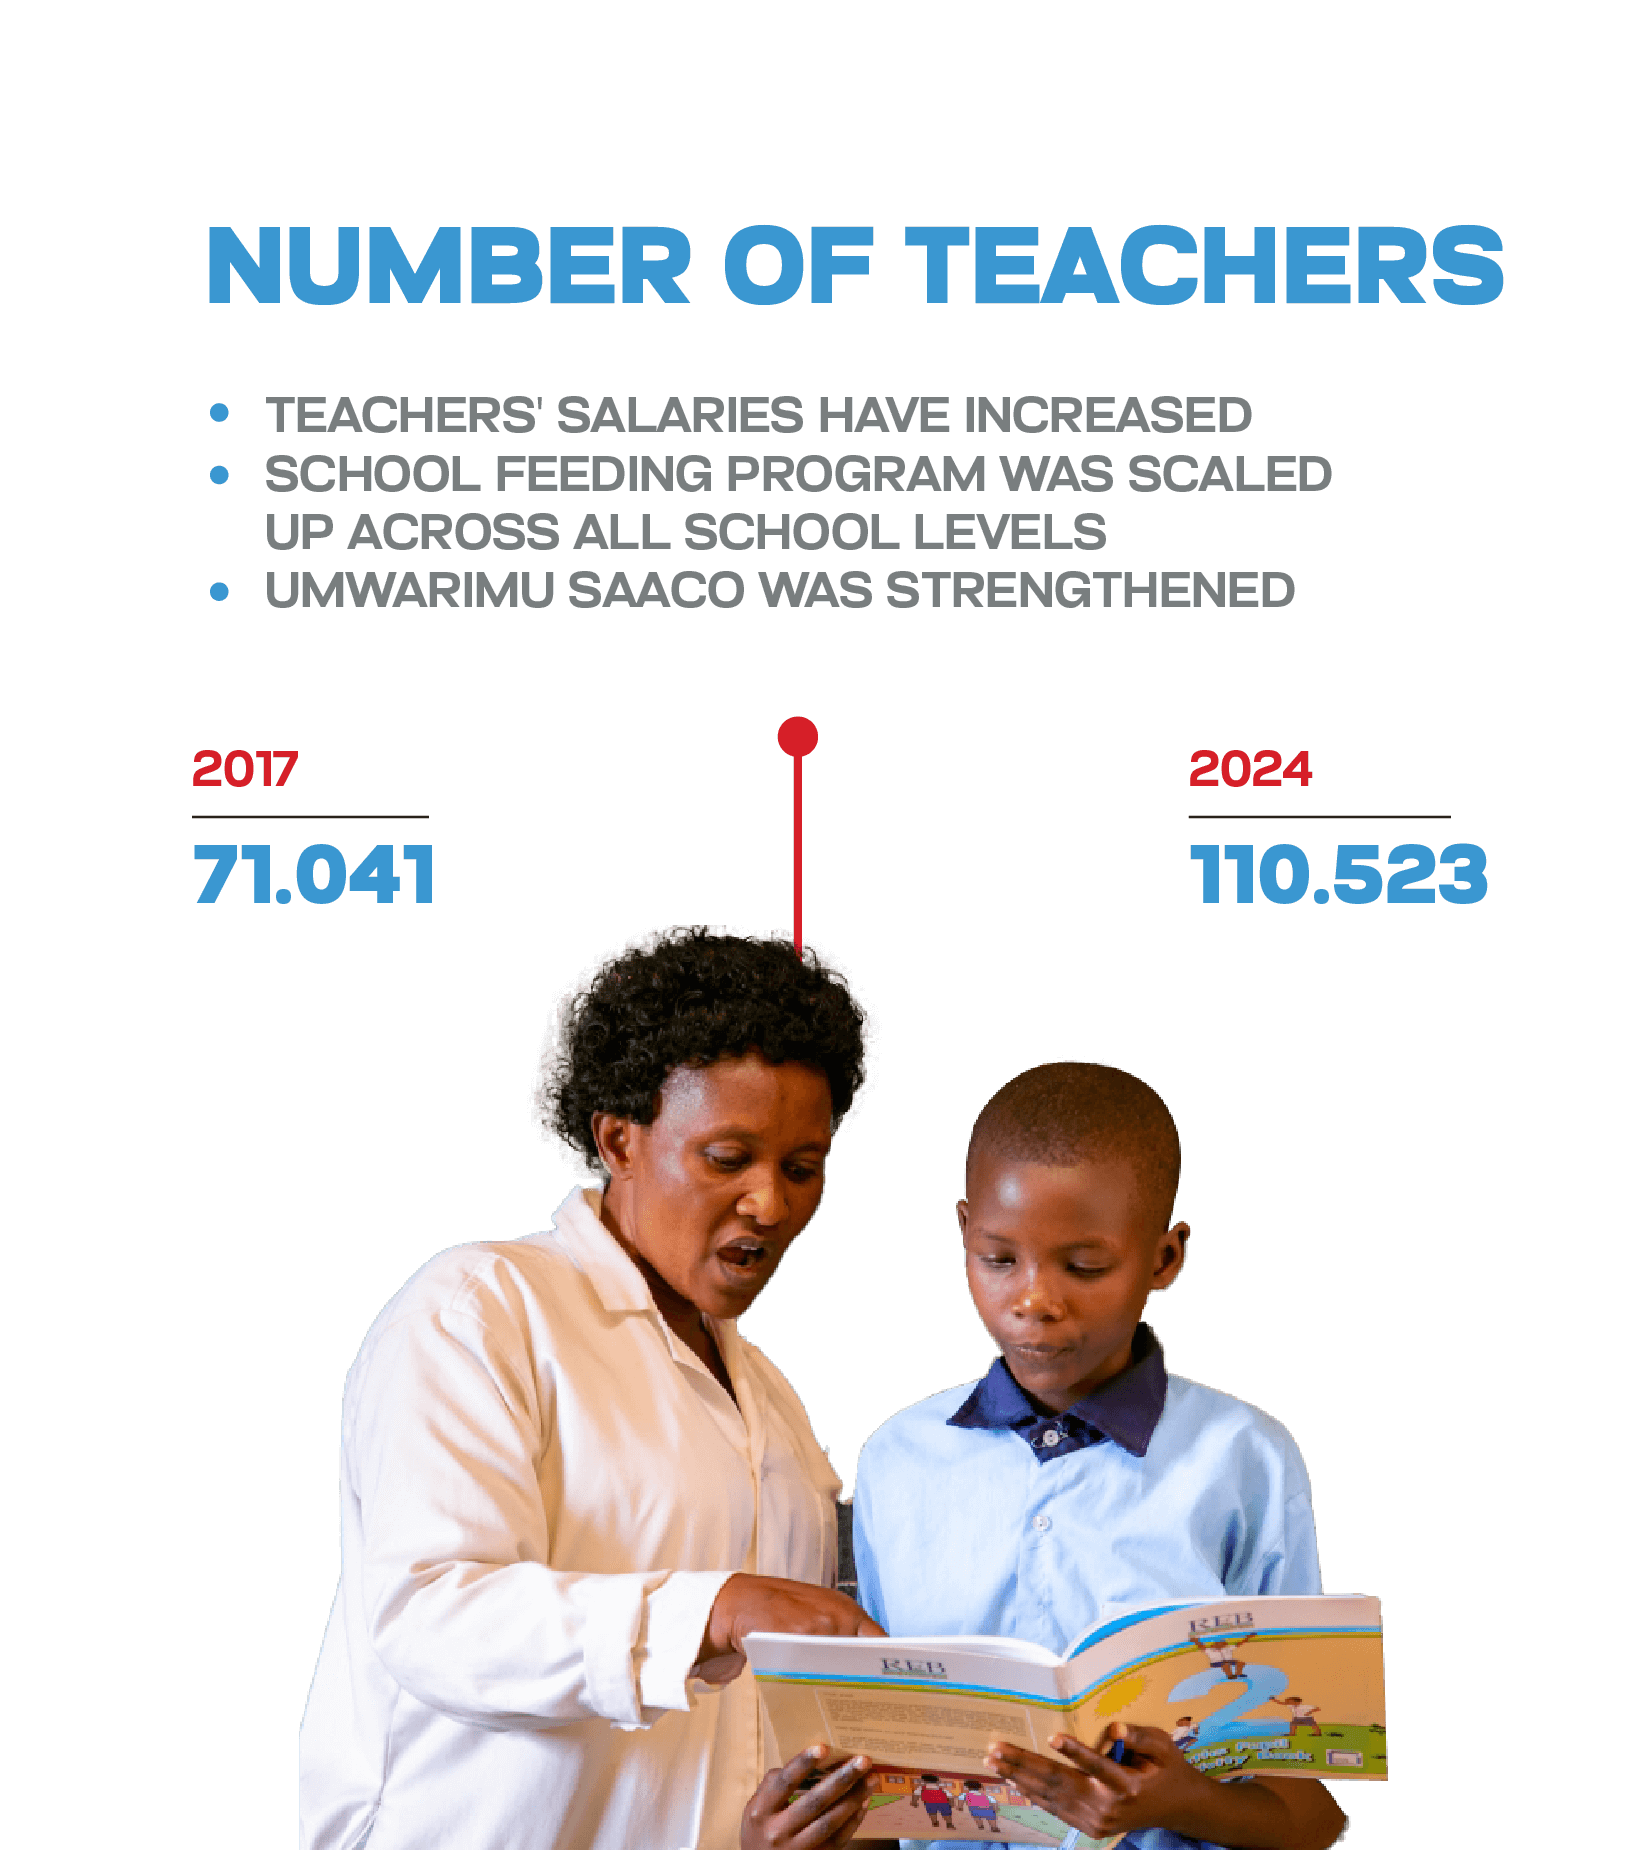 NUMBER OF TEACHERS
• TEACHERS' SALARIES HAVE INCREASED
• SCHOOL FEEDING PROGRAM WAS SCALED
UP ACROSS ALL SCHOOL LEVELS
• UMWARIMU SAACO WAS STRENGTHENED
2017
71.041
2024
110.523
REB
REB
2